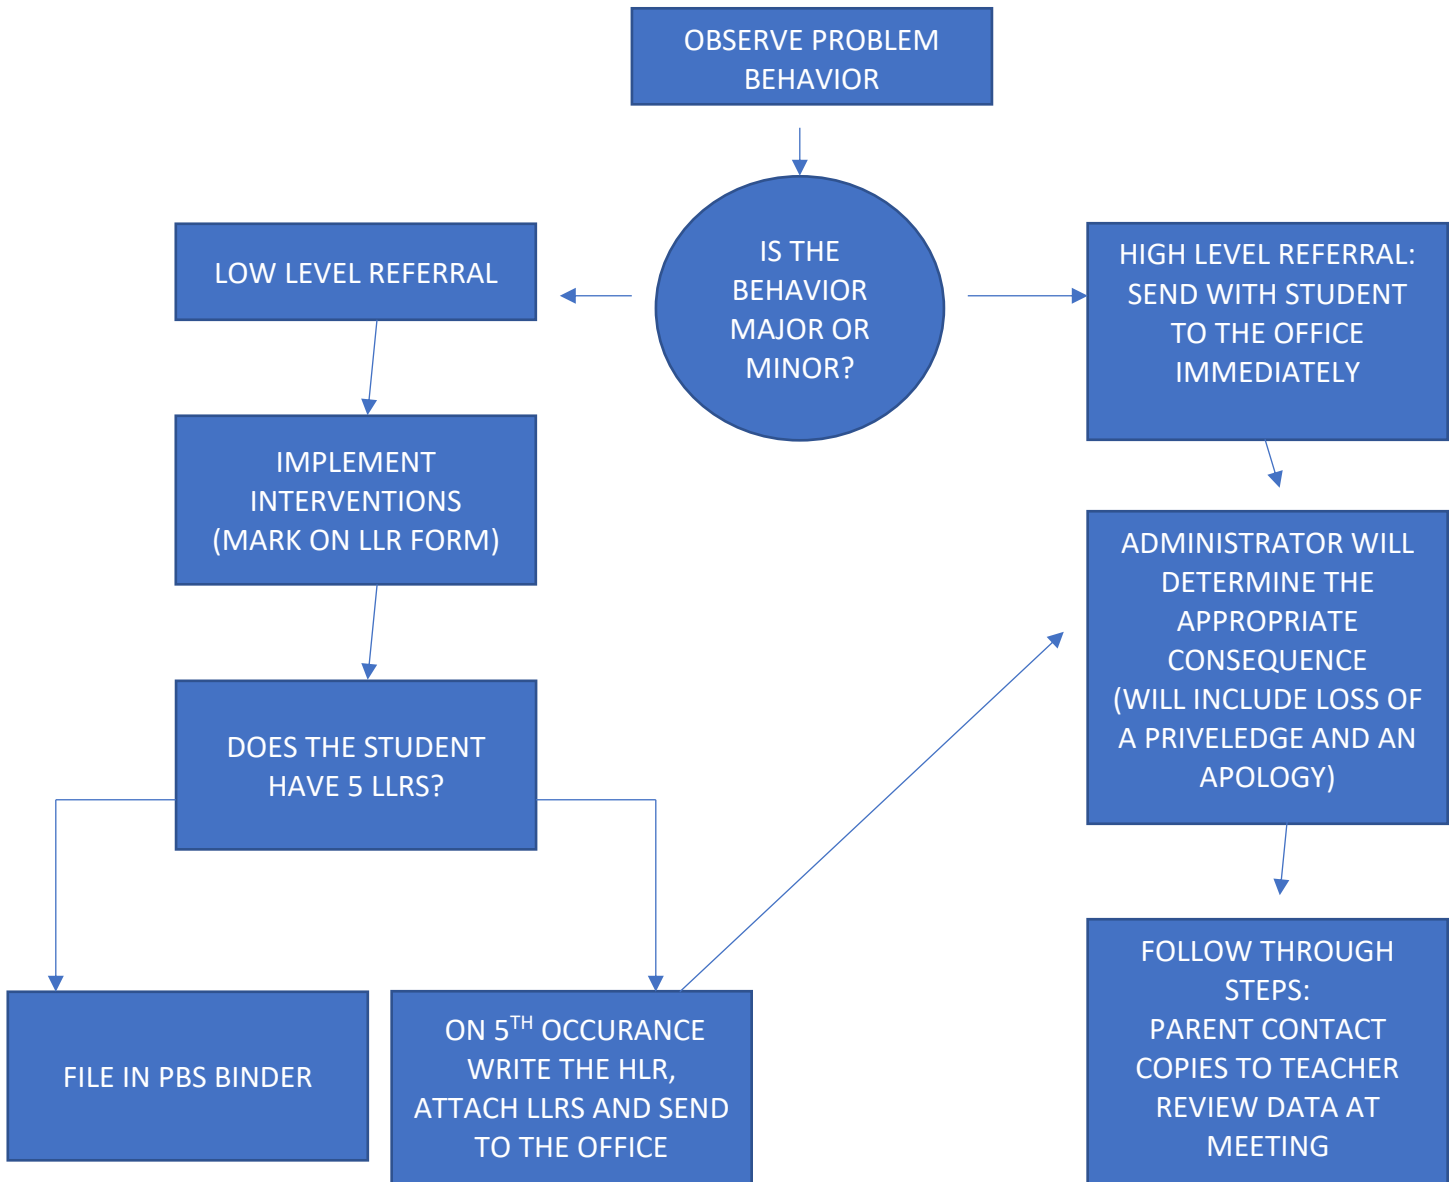 OBSERVE PROBLEM
BEHAVIOR
IS THE
BEHAVIOR
MAJOR OR
MINOR?
LOW LEVEL REFERRAL
HIGH LEVEL REFERRAL:
SEND WITH STUDENT
TO THE OFFICE
IMMEDIATELY
IMPLEMENT
INTERVENTIONS
(MARK ON LLR FORM)
ADMINISTRATOR WILL
DETERMINE THE
APPROPRIATE
CONSEQUENCE
(WILL INCLUDE LOSS OF
A PRIVELEDGE AND AN
APOLOGY)
DOES THE STUDENT
HAVE 5 LLRS?
FILE IN PBS BINDER
ON 5TH OCCURANCE
WRITE THE HLR,
ATTACH LLRS AND SEND
TO THE OFFICE
FOLLOW THROUGH
STEPS:
PARENT CONTACT
COPIES TO TEACHER
REVIEW DATA AT
MEETING